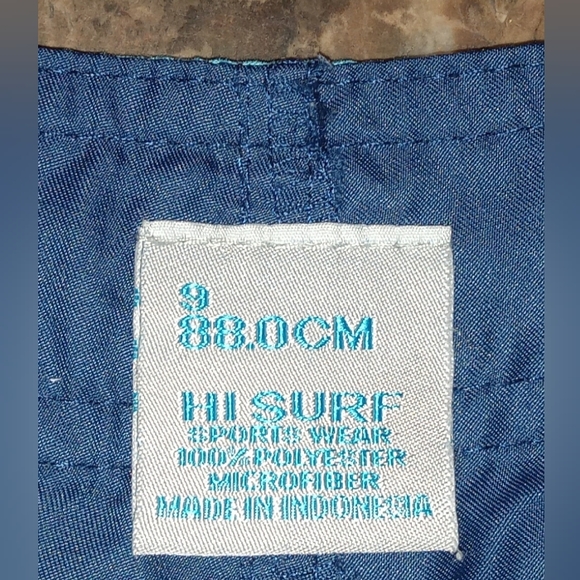 9
88.0CM
HI SURF
SPORTS WEAR
100% POLYESTER
MICROFIBER
MADE IN INDONESIA